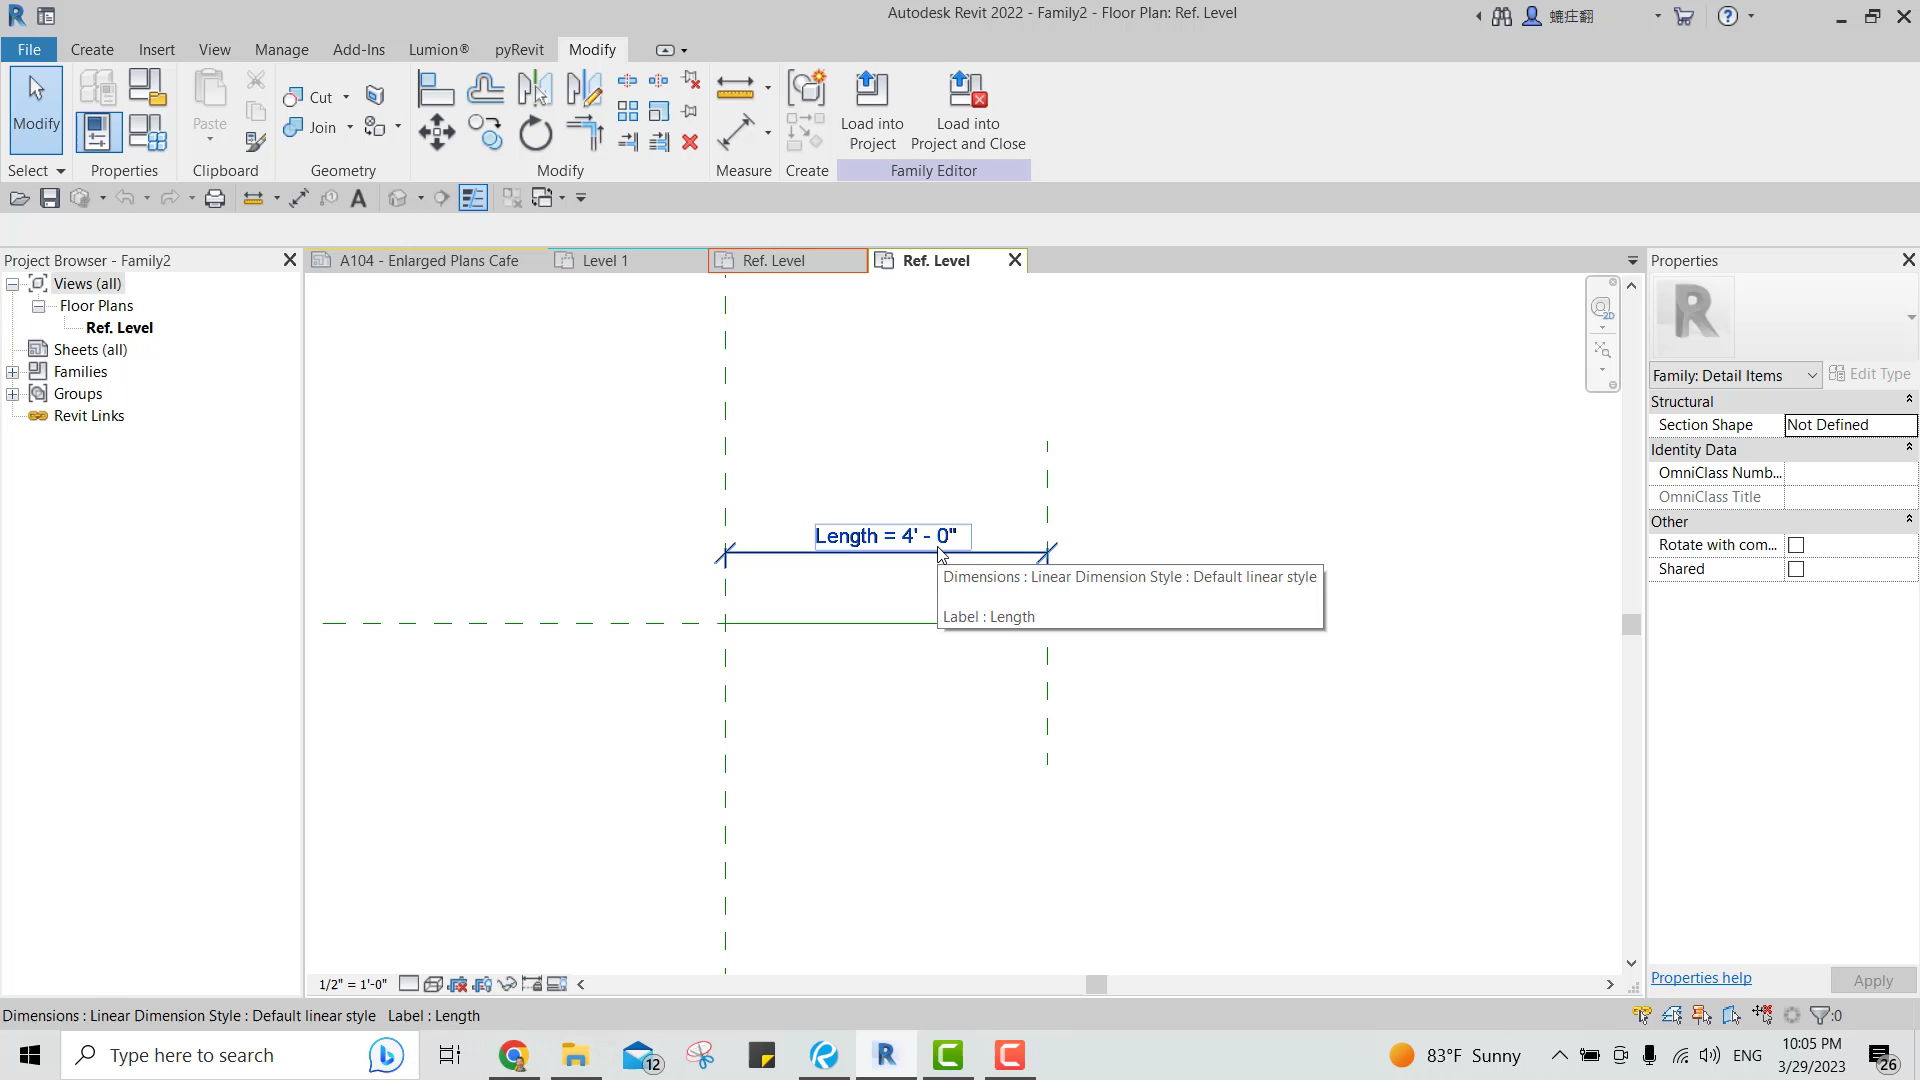 Autodesk Revit 2022 - Family2 - Floor Plan: Ref. Level
File Create Insert View Manage Add-Ins Lumion® pyRevit Modify
Modify
Paste
Cut
Join
Load into Project
Load into Project and Close
Select Properties Clipboard Geometry Modify Measure Create Family Editor
Project Browser - Family2
A104 - Enlarged Plans Cafe
Level 1
Ref. Level
Ref. Level
Properties
Views (all)
Floor Plans
Ref. Level
Sheets (all)
Families
Groups
Revit Links
2D
Length = 4' - 0"
Dimensions : Linear Dimension Style : Default linear style
Label : Length
Family: Detail Items
Edit Type
Structural
Section Shape Not Defined
Identity Data
OmniClass Numb...
OmniClass Title
Other
Rotate with com...
Shared
Properties help
Apply
1/2" = 1'-0"
Dimensions : Linear Dimension Style : Default linear style Label : Length
:0
Type here to search
12
83°F Sunny
ENG
10:05 PM
3/29/2023
26